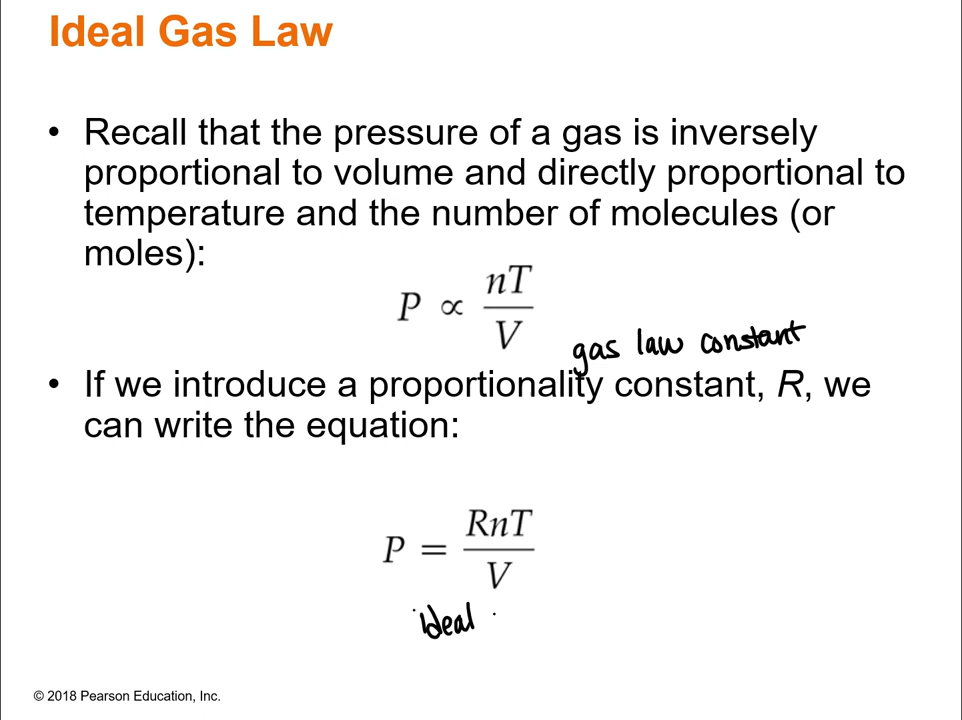 Ideal Gas Law
• Recall that the pressure of a gas is inversely
proportional to volume and directly proportional to
temperature and the number of molecules (or
moles):
P ∝ nT/V
gas law constant
• If we introduce a proportionality constant, R, we
can write the equation:
P = RnT/V
ideal
© 2018 Pearson Education, Inc.